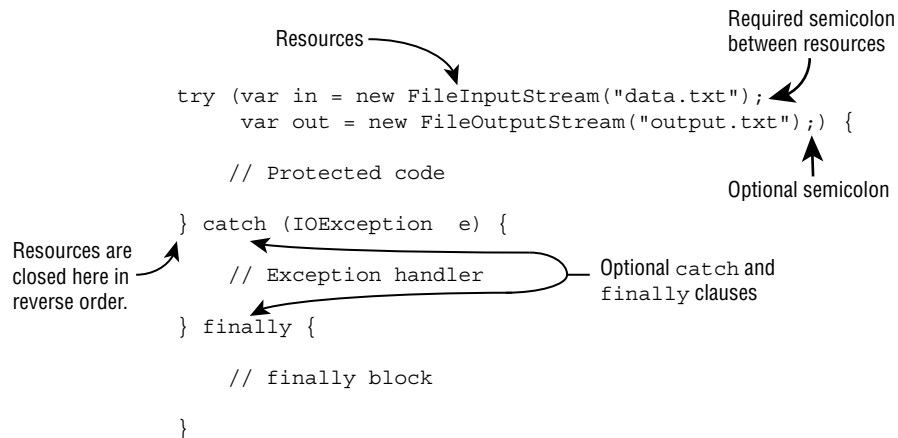 Resources
Required semicolon
between resources
try (var in = new FileInputStream("data.txt");
var out = new FileOutputStream("output.txt");) {
// Protected code
Optional semicolon
} catch (IOException  e) {
Resources are
closed here in
reverse order.
// Exception handler
Optional catch and
finally clauses
} finally {
// finally block
}